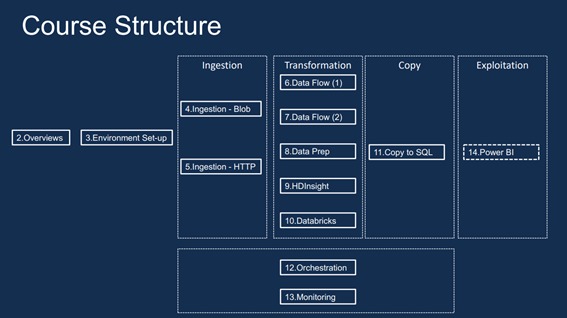 Course Structure
Ingestion
Transformation
Copy
Exploitation
6.Data Flow (1)
4.Ingestion - Blob
7.Data Flow (2)
2.Overviews
3.Environment Set-up
8.Data Prep
11.Copy to SQL
14.Power BI
5.Ingestion - HTTP
9.HDInsight
10.Databricks
12.Orchestration
13.Monitoring